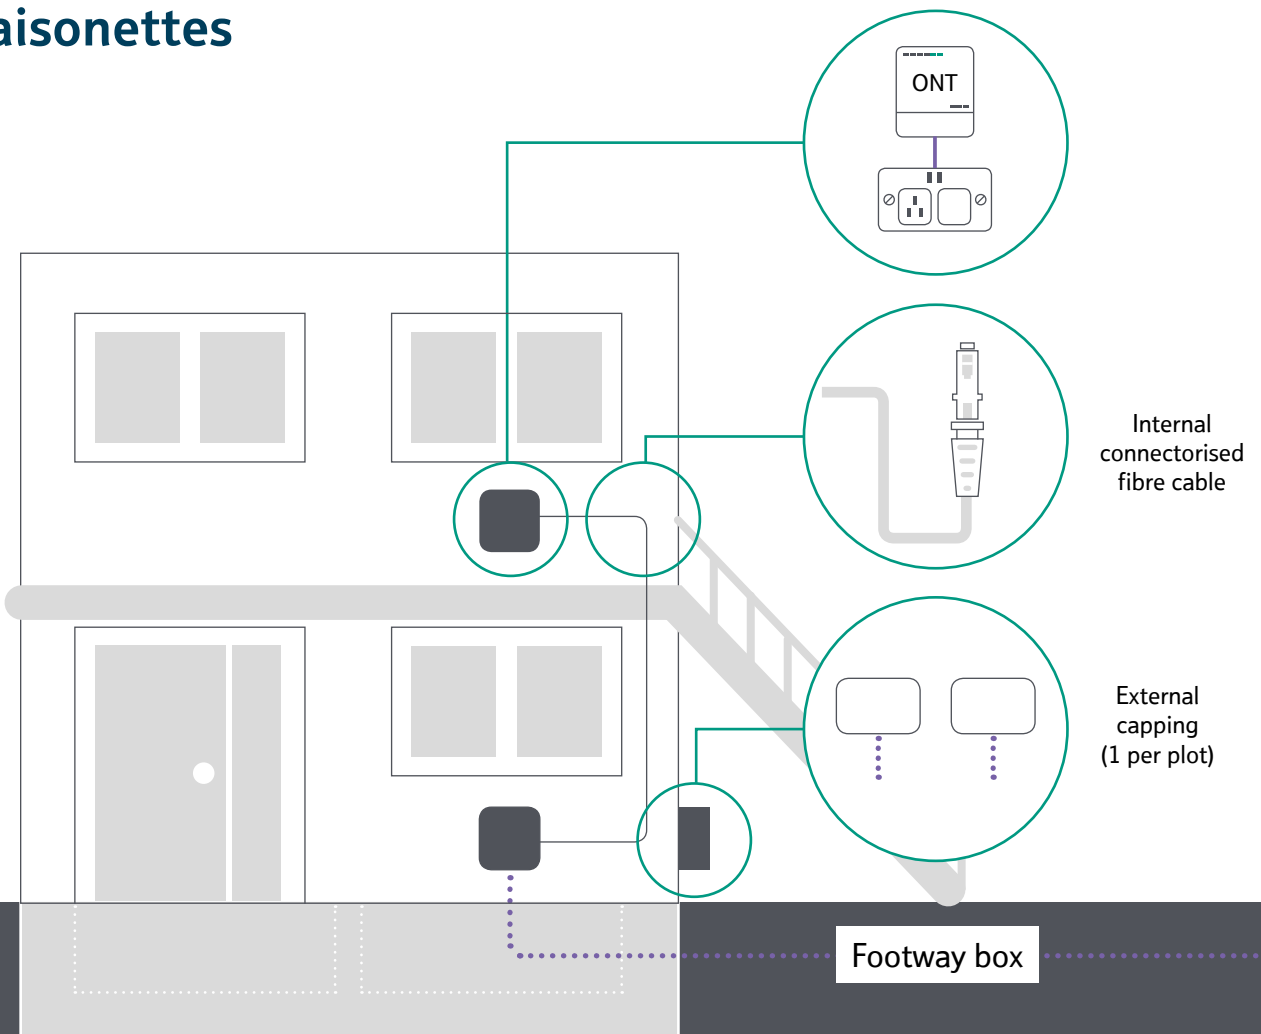 aisonettes
ONT
Internal
connectorised
fibre cable
External
capping
(1 per plot)
Footway box